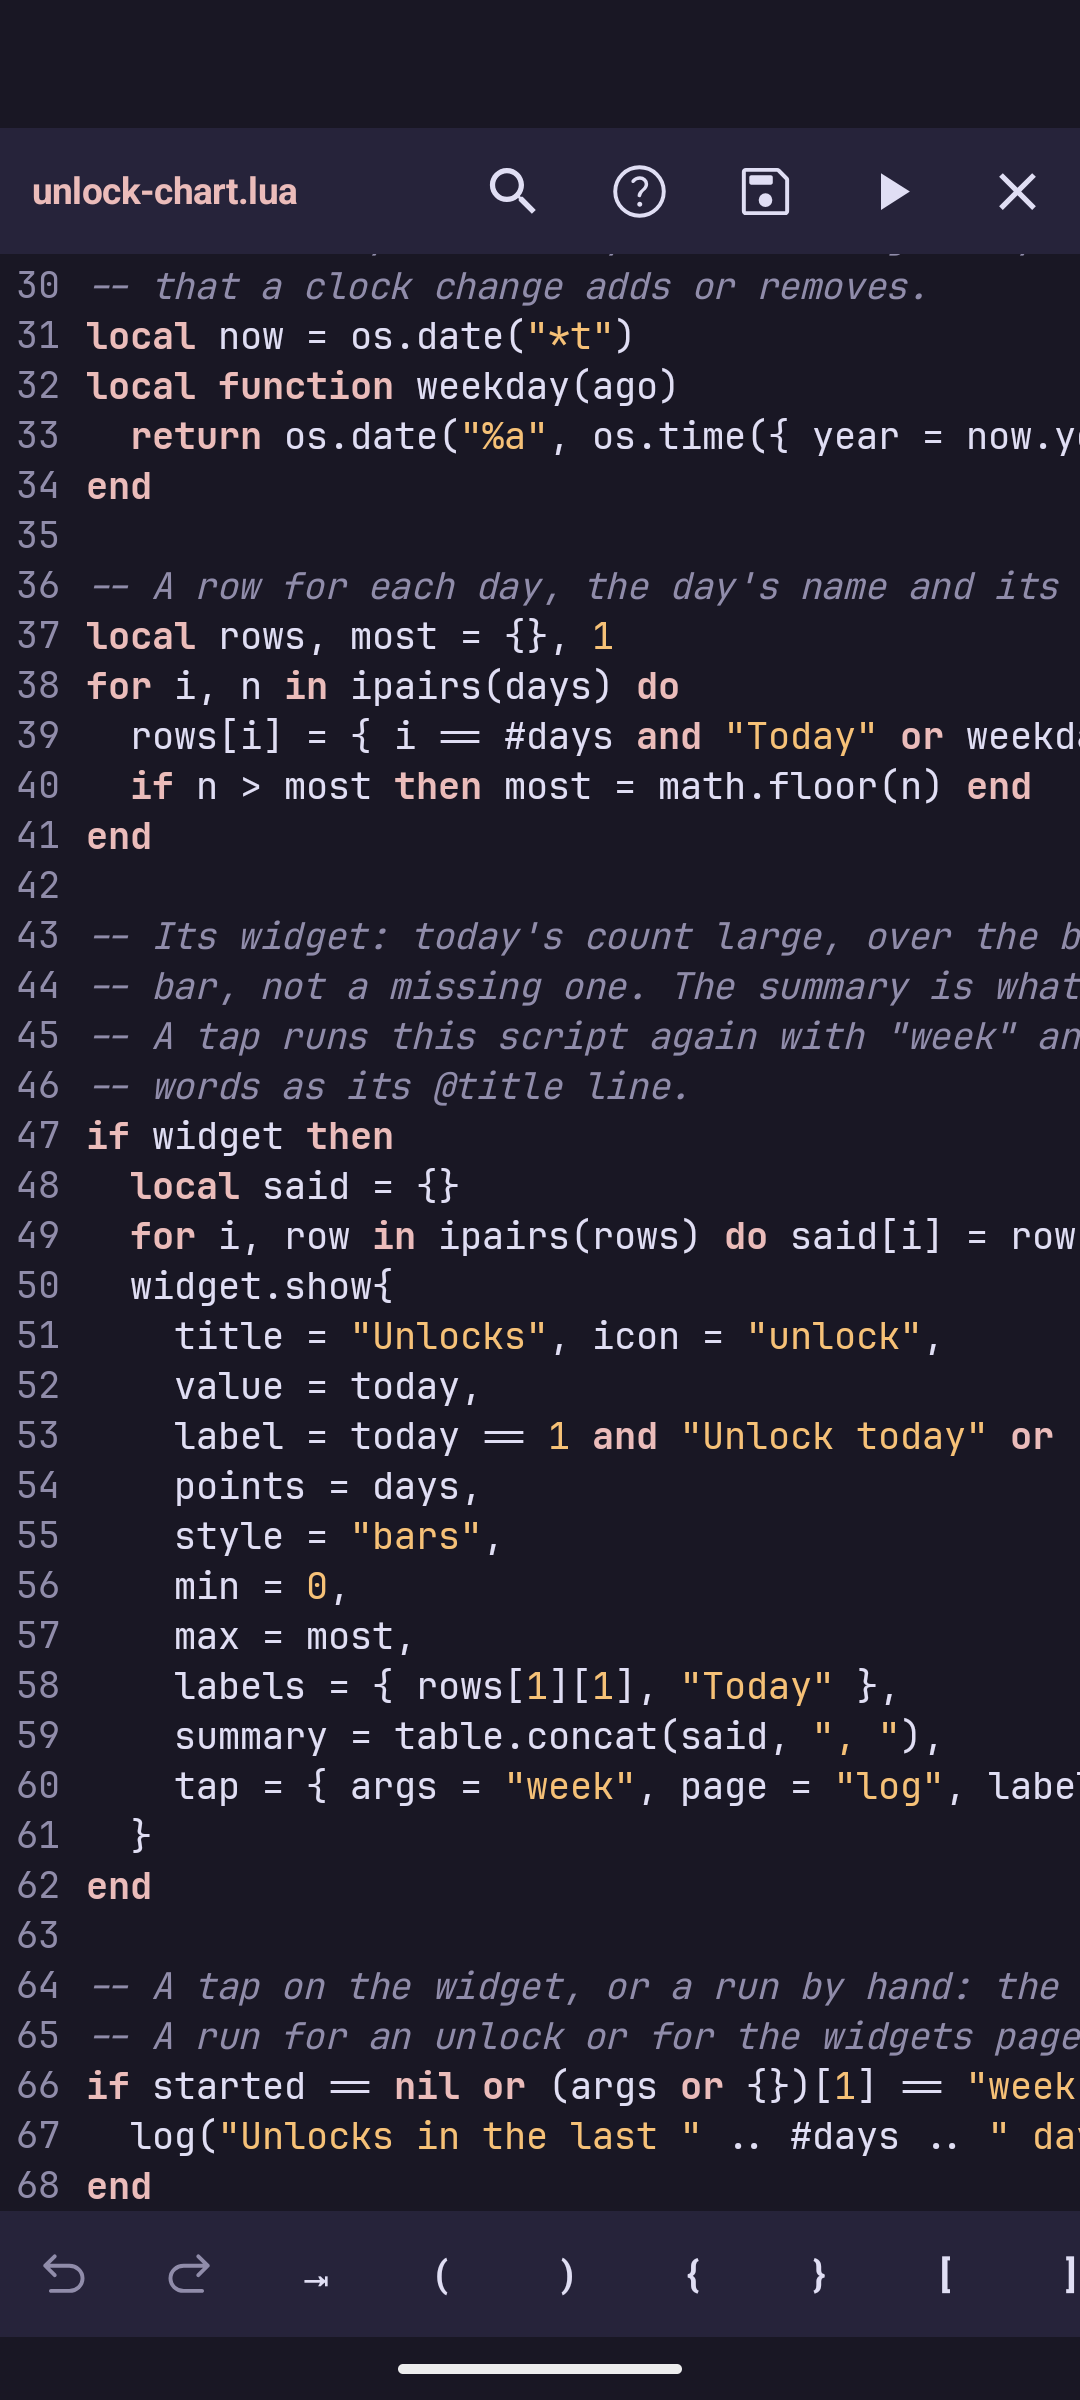 unlock-chart.lua
30 -- that a clock change adds or removes.
31 local now = os.date("*t")
32 local function weekday(ago)
33   return os.date("%a", os.time({ year = now.y
34 end
35
36 -- A row for each day, the day's name and its
37 local rows, most = {}, 1
38 for i, n in ipairs(days) do
39   rows[i] = { i == #days and "Today" or weekd
40   if n > most then most = math.floor(n) end
41 end
42
43 -- Its widget: today's count large, over the b
44 -- bar, not a missing one. The summary is what
45 -- A tap runs this script again with "week" an
46 -- words as its @title line.
47 if widget then
48   local said = {}
49   for i, row in ipairs(rows) do said[i] = row
50   widget.show{
51     title = "Unlocks", icon = "unlock",
52     value = today,
53     label = today == 1 and "Unlock today" or
54     points = days,
55     style = "bars",
56     min = 0,
57     max = most,
58     labels = { rows[1][1], "Today" },
59     summary = table.concat(said, ", "),
60     tap = { args = "week", page = "log", label
61   }
62 end
63
64 -- A tap on the widget, or a run by hand: the
65 -- A run for an unlock or for the widgets page
66 if started == nil or (args or {})[1] == "week
67   log("Unlocks in the last " .. #days .. " day
68 end
⇥ ( ) { } [ ]